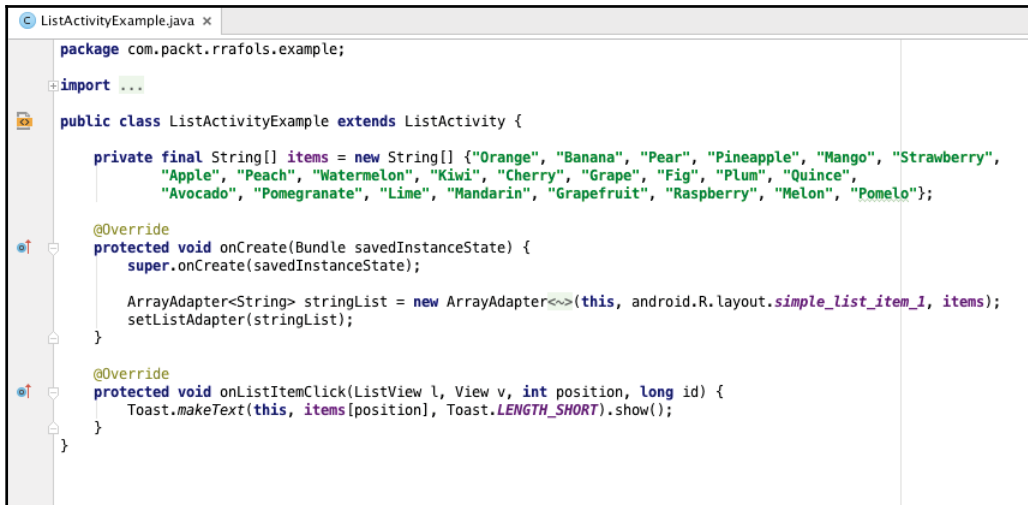 ListActivityExample.java ×
package com.packt.rrafols.example;
import ...
public class ListActivityExample extends ListActivity {
private final String[] items = new String[] {"Orange", "Banana", "Pear", "Pineapple", "Mango", "Strawberry",
"Apple", "Peach", "Watermelon", "Kiwi", "Cherry", "Grape", "Fig", "Plum", "Quince",
"Avocado", "Pomegranate", "Lime", "Mandarin", "Grapefruit", "Raspberry", "Melon", "Pomelo"};
@Override
protected void onCreate(Bundle savedInstanceState) {
super.onCreate(savedInstanceState);
ArrayAdapter<String> stringList = new ArrayAdapter<~>(this, android.R.layout.simple_list_item_1, items);
setListAdapter(stringList);
}
@Override
protected void onListItemClick(ListView l, View v, int position, long id) {
Toast.makeText(this, items[position], Toast.LENGTH_SHORT).show();
}
}